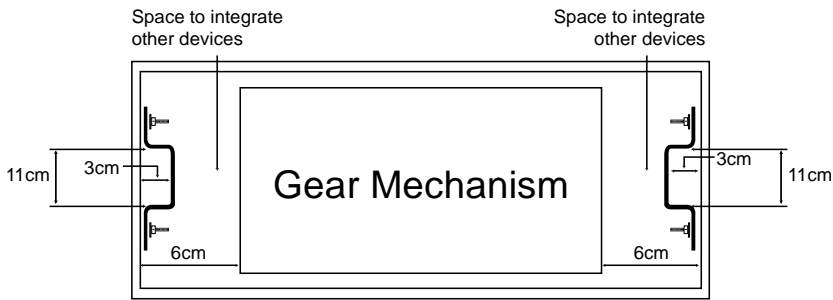 Space to integrate
other devices
Space to integrate
other devices
11cm
3cm
Gear Mechanism
3cm
11cm
6cm
6cm